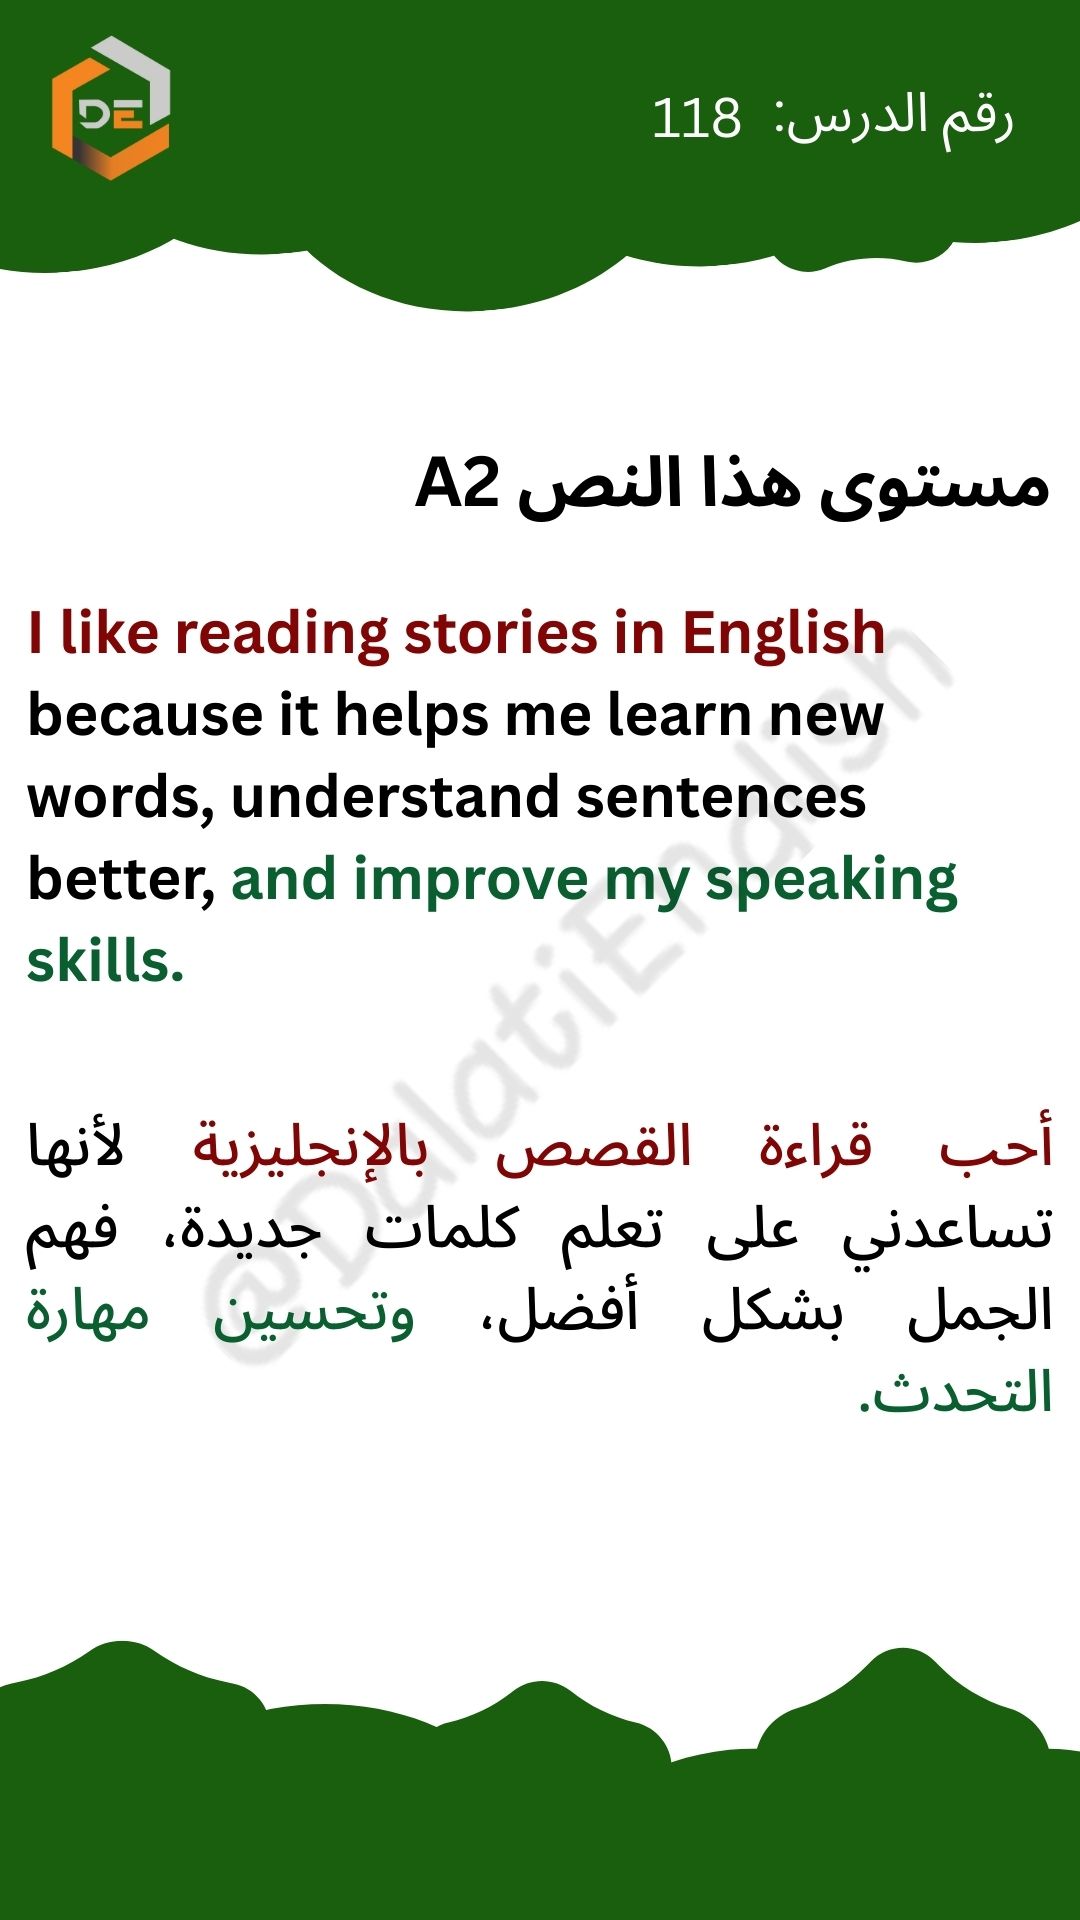 DE
رقم الدرس: 118
مستوى هذا النص A2
I like reading stories in English
because it helps me learn new
words, understand sentences
better, and improve my speaking
skills.
@DalatiEnglish
أحب قراءة القصص بالإنجليزية لأنها
تساعدني على تعلم كلمات جديدة، فهم
الجمل بشكل أفضل، وتحسين مهارة
التحدث.